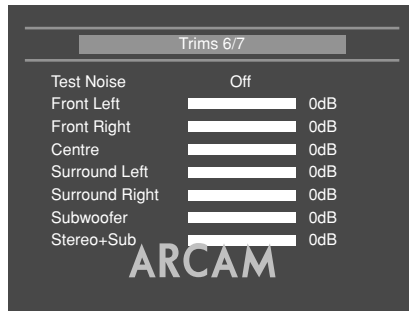 Trims 6/7
Test Noise Off
Front Left 0dB
Front Right 0dB
Centre 0dB
Surround Left 0dB
Surround Right 0dB
Subwoofer 0dB
Stereo+Sub 0dB
ARCAM